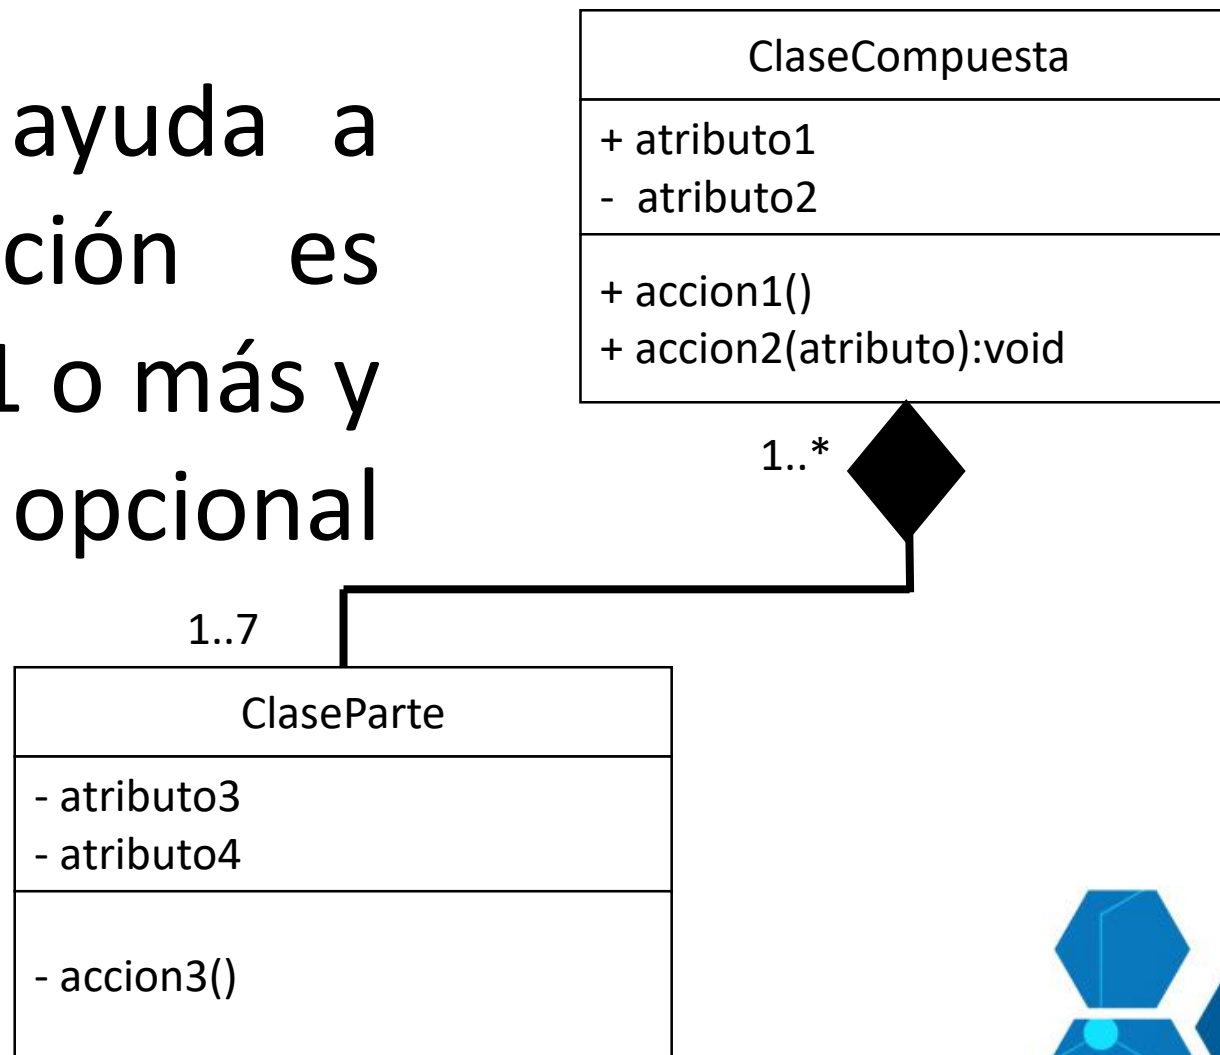 ayuda a
ción es
1 o más y
opcional
ClaseCompuesta
+ atributo1
- atributo2
+ accion1()
+ accion2(atributo):void
1..*
1..7
ClaseParte
- atributo3
- atributo4
- accion3()